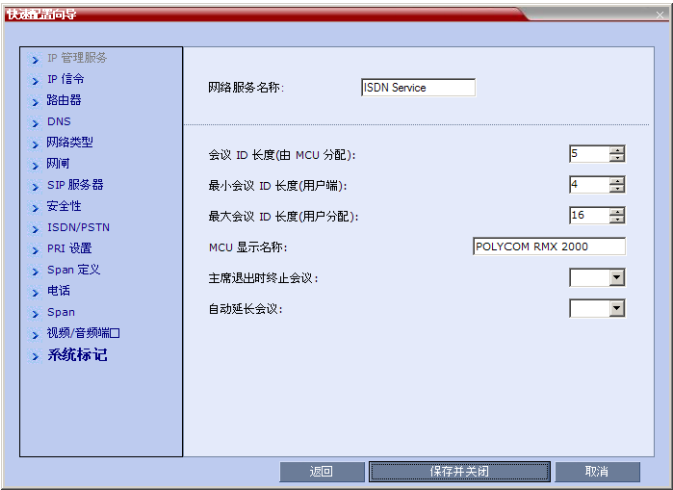 快速配置向导
IP 管理服务
IP 信令
路由器
DNS
网络类型
网闸
SIP 服务器
安全性
ISDN/PSTN
PRI 设置
Span 定义
电话
Span
视频/音频端口
系统标记
网络服务名称: ISDN Service
会议 ID 长度(由 MCU 分配): 5
最小会议 ID 长度(用户端): 4
最大会议 ID 长度(用户分配): 16
MCU 显示名称: POLYCOM RMX 2000
主席退出时终止会议:
自动延长会议:
返回 保存并关闭 取消